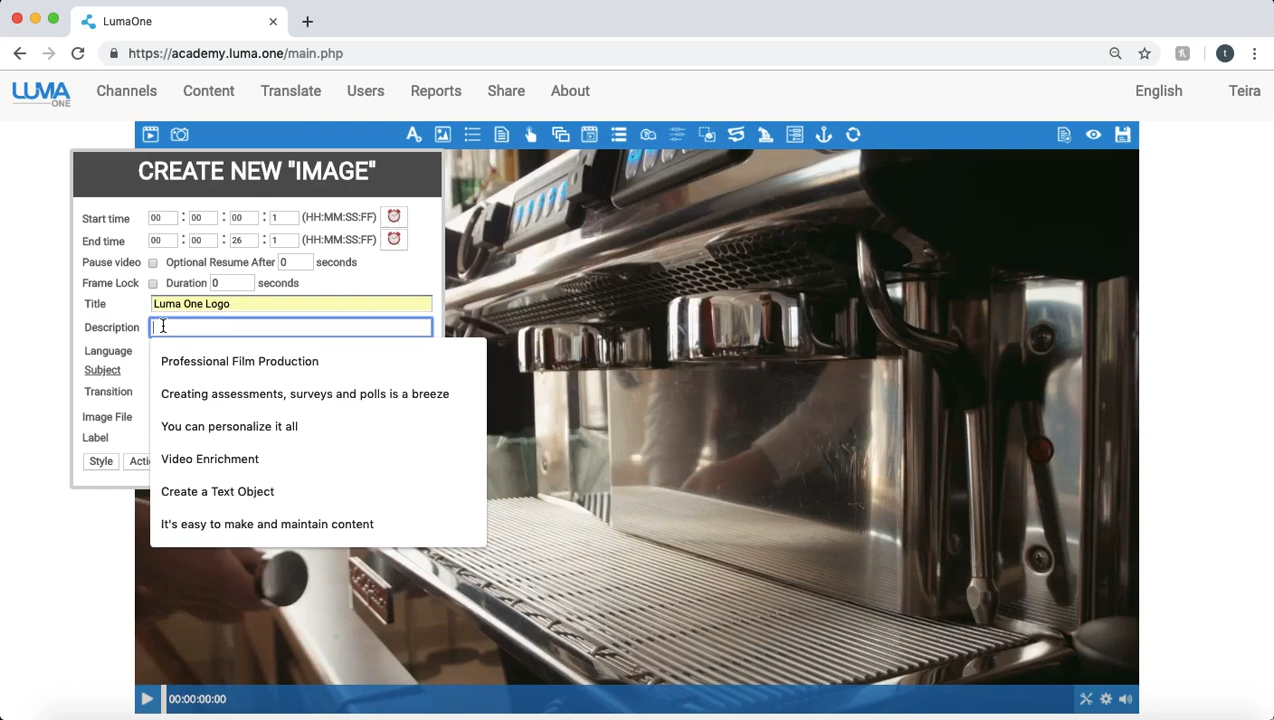 LumaOne
https://academy.luma.one/main.php
t
LUMA
ONE
Channels Content Translate Users Reports Share About English Teira
CREATE NEW "IMAGE"
Start time 00 : 00 : 00 : 1 (HH:MM:SS:FF)
End time 00 : 00 : 26 : 1 (HH:MM:SS:FF)
Pause video Optional Resume After 0 seconds
Frame Lock Duration 0 seconds
Title Luma One Logo
Description
Language
Subject
Transition
Image File
Label
Style Actio
Professional Film Production
Creating assessments, surveys and polls is a breeze
You can personalize it all
Video Enrichment
Create a Text Object
It's easy to make and maintain content
00:00:00:00